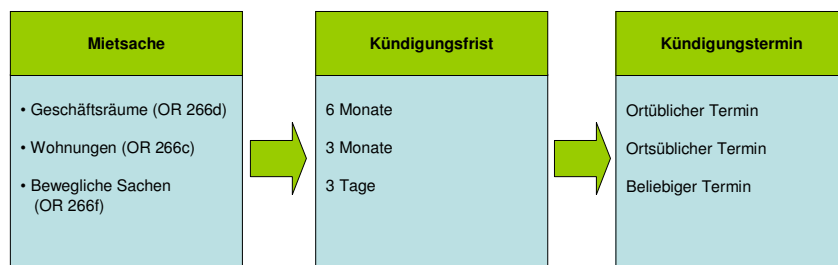 Mietsache
• Geschäftsräume (OR 266d)
• Wohnungen (OR 266c)
• Bewegliche Sachen
(OR 266f)
Kündigungsfrist
6 Monate
3 Monate
3 Tage
Kündigungstermin
Ortüblicher Termin
Ortsüblicher Termin
Beliebiger Termin